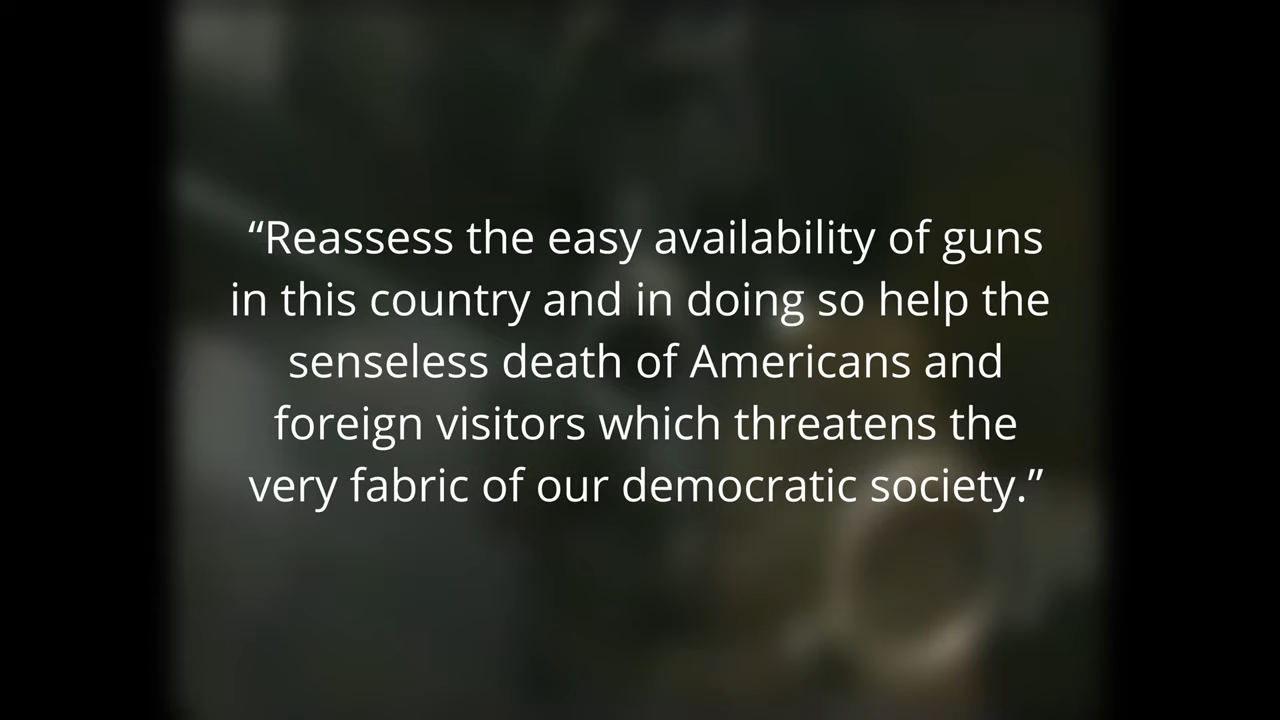 “Reassess the easy availability of guns
in this country and in doing so help the
senseless death of Americans and
foreign visitors which threatens the
very fabric of our democratic society.”